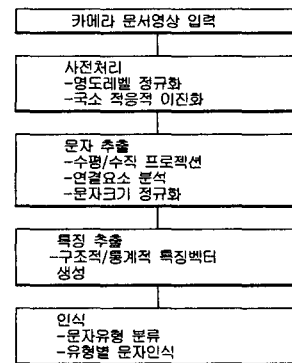 카메라 문서영상 입력
사전처리
-명도레벨 정규화
-국소 적응적 이진화
문자 추출
-수평/수직 프로젝션
-연결요소 분석
-문자크기 정규화
특징 추출
-구조적/통계적 특징벡터
생성
인식
-문자유형 분류
-유형별 문자인식